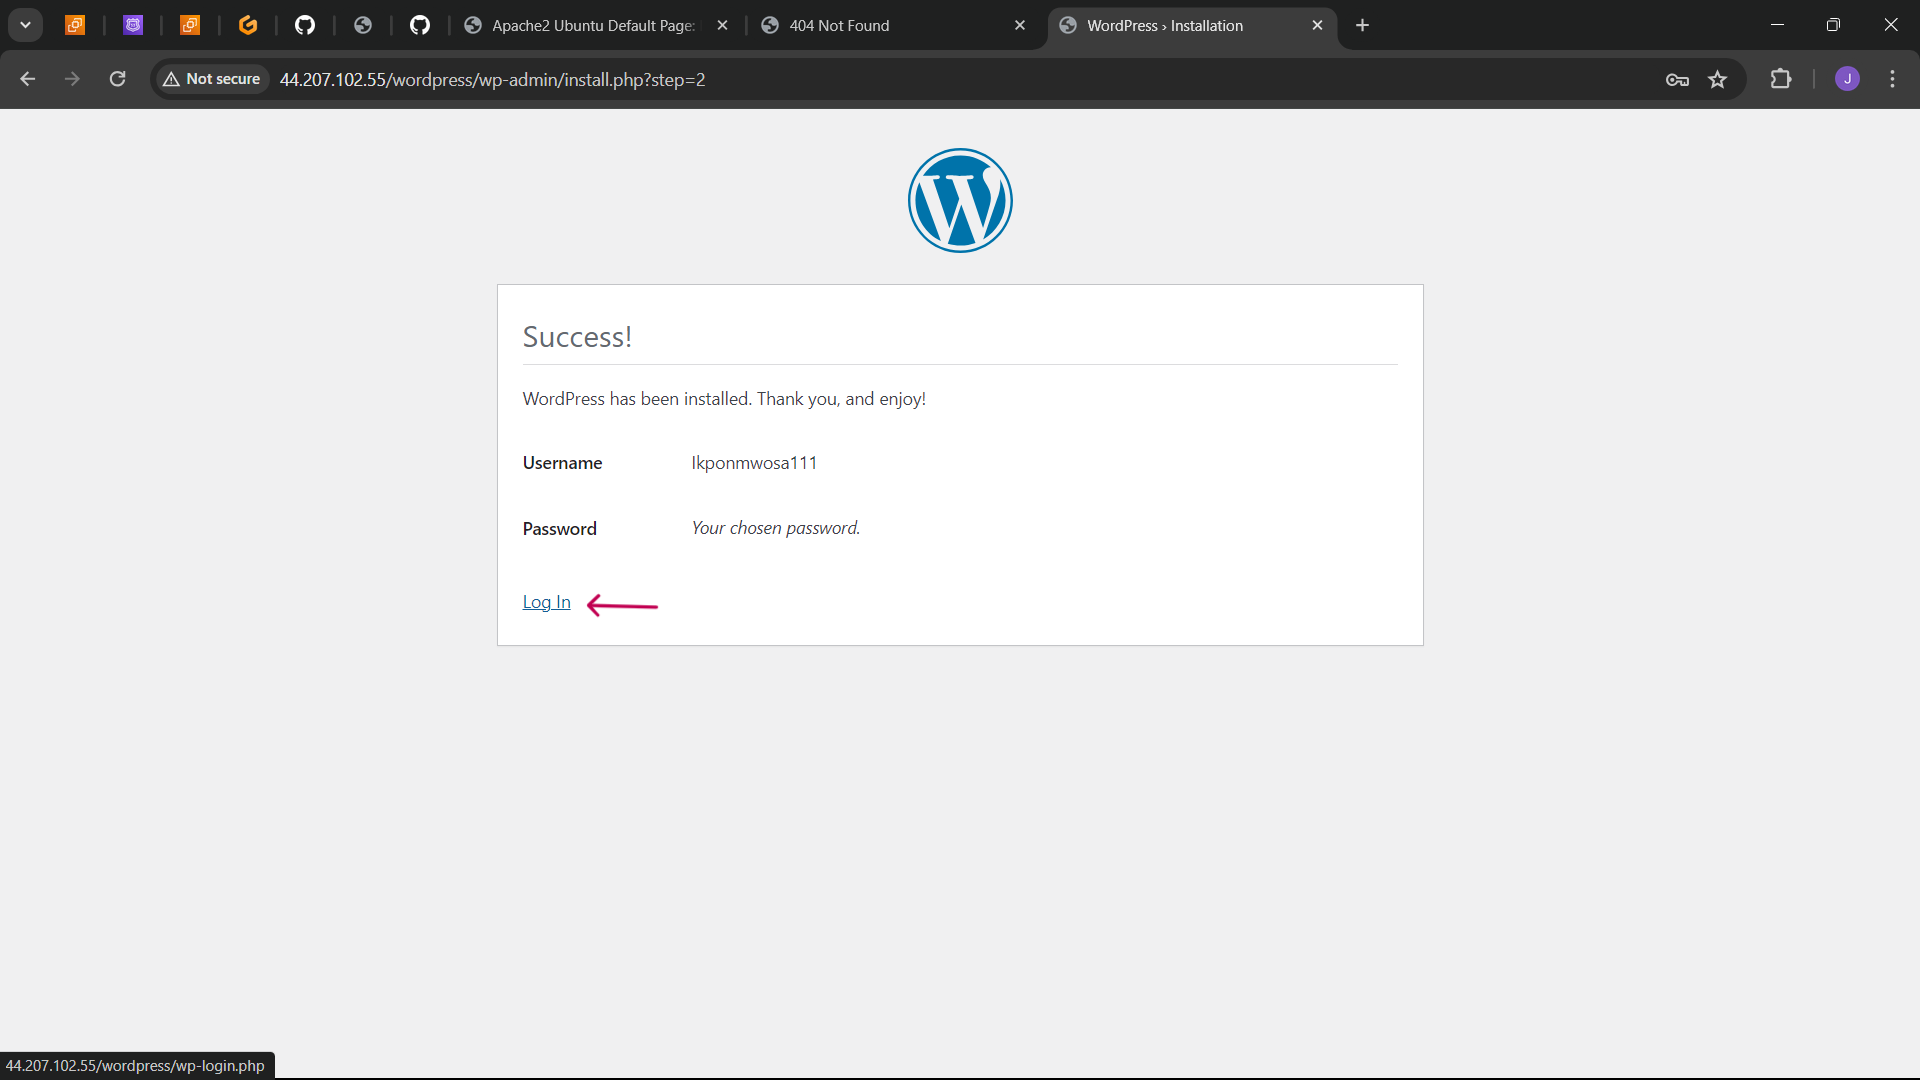 Apache2 Ubuntu Default Page:
404 Not Found
WordPress › Installation
Not secure
44.207.102.55/wordpress/wp-admin/install.php?step=2
J
Success!
WordPress has been installed. Thank you, and enjoy!
Username Ikponmwosa111
Password Your chosen password.
Log In
44.207.102.55/wordpress/wp-login.php